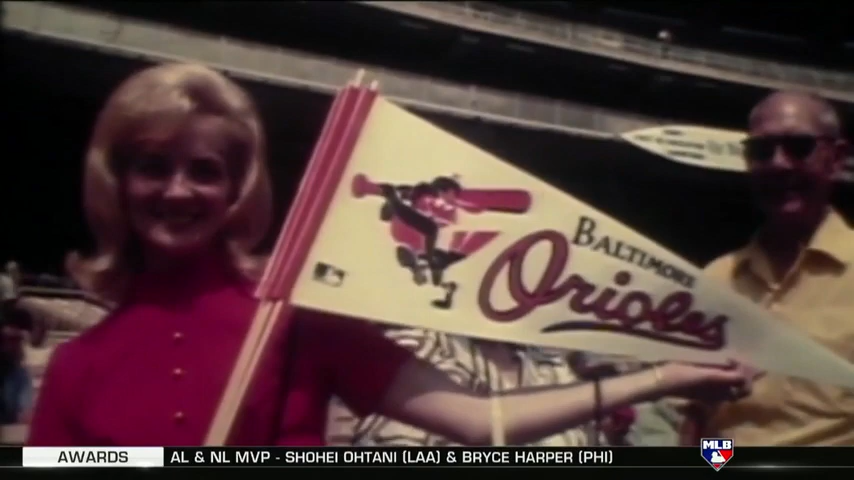 BALTIMORE
Orioles
AWARDS AL & NL MVP - SHOHEI OHTANI (LAA) & BRYCE HARPER (PHI)
MLB